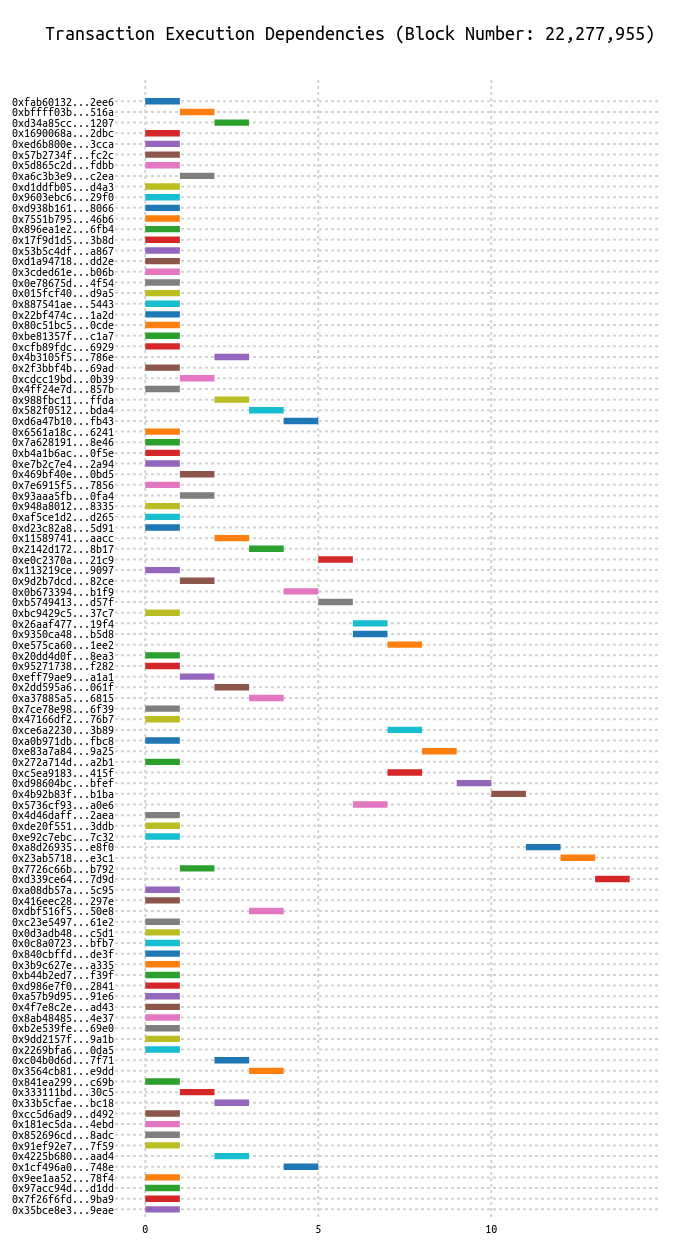 Transaction Execution Dependencies (Block Number: 22,277,955)
0xfab60132...2ee6
0xbffff03b...516a
0xd34a85cc...1207
0x1690068a...2dbc
0xed6b800e...3cca
0x57b2734f...fc2c
0x5d865c2d...fdbb
0xa6c3b3e9...c2ea
0xd1ddfb05...d4a3
0x9603ebc6...29f0
0xd938b161...8066
0x7551b795...46b6
0x896ea1e2...6fb4
0x17f9d1d5...3b8d
0x53b5c4df...a867
0xd1a94718...dd2e
0x3cded61e...b06b
0x0e78675d...4f54
0x015fcf40...d9a5
0x887541ae...5443
0x22bf474c...1a2d
0x80c51bc5...0cde
0xbe81357f...c1a7
0xcfb89fdc...6929
0x4b3105f5...786e
0x2f3bbf4b...69ad
0xcdcc19bd...0b39
0x4ff24e7d...857b
0x988fbc11...ffda
0x582f0512...bda4
0xd6a47b10...fb43
0x6561a18c...6241
0x7a628191...8e46
0xb4a1b6ac...0f5e
0xe7b2c7e4...2a94
0x469bf40e...0bd5
0x7e6915f5...7856
0x93aaa5fb...0fa4
0x948a8012...8335
0xaf5ce1d2...d265
0xd23c82a8...5d91
0x11589741...aacc
0x2142d172...8b17
0xe0c2370a...21c9
0x113219ce...9097
0x9d2b7dcd...82ce
0x0b673394...b1f9
0xb5749413...d57f
0xbc9429c5...37c7
0x26aaf477...19f4
0x9350ca48...b5d8
0xe575ca60...1ee2
0x20dd4d0f...8ea3
0x95271738...f282
0xeff79ae9...a1a1
0x2dd595a6...061f
0xa37885a5...6815
0x7ce78e98...6f39
0x47166df2...76b7
0xce6a2230...3b89
0xa0b971db...fbc8
0xe83a7a84...9a25
0x272a714d...a2b1
0xc5ea9183...415f
0xd98604bc...bfef
0x4b92b83f...b1ba
0x5736cf93...a0e6
0x4d46daff...2aea
0xde20f551...3ddb
0xe92c7ebc...7c32
0xa8d26935...e8f0
0x23ab5718...e3c1
0x7726c66b...b792
0xd339ce64...7d9d
0xa08db57a...5c95
0x416eec28...297e
0xdbf516f5...50e8
0xc23e5497...61e2
0x0d3adb48...c5d1
0x0c8a0723...bfb7
0x840cbffd...de3f
0x3b9c627e...a335
0xb44b2ed7...f39f
0xd986e7f0...2841
0xa57b9d95...91e6
0x4f7e8c2e...ad43
0x8ab48485...4e37
0xb2e539fe...69e0
0x9dd2157f...9a1b
0x2269bfa6...0da5
0xc04b0d6d...7f71
0x3564cb81...e9dd
0x841ea299...c69b
0x333111bd...30c5
0x33b5cfae...bc18
0xcc5d6ad9...d492
0x181ec5da...4ebd
0x852696cd...8adc
0x91ef92e7...7f59
0x4225b680...aad4
0x1cf496a0...748e
0x9ee1aa52...78f4
0x97acc94d...d1dd
0x7f26f6fd...9ba9
0x35bce8e3...9eae
0 5 10